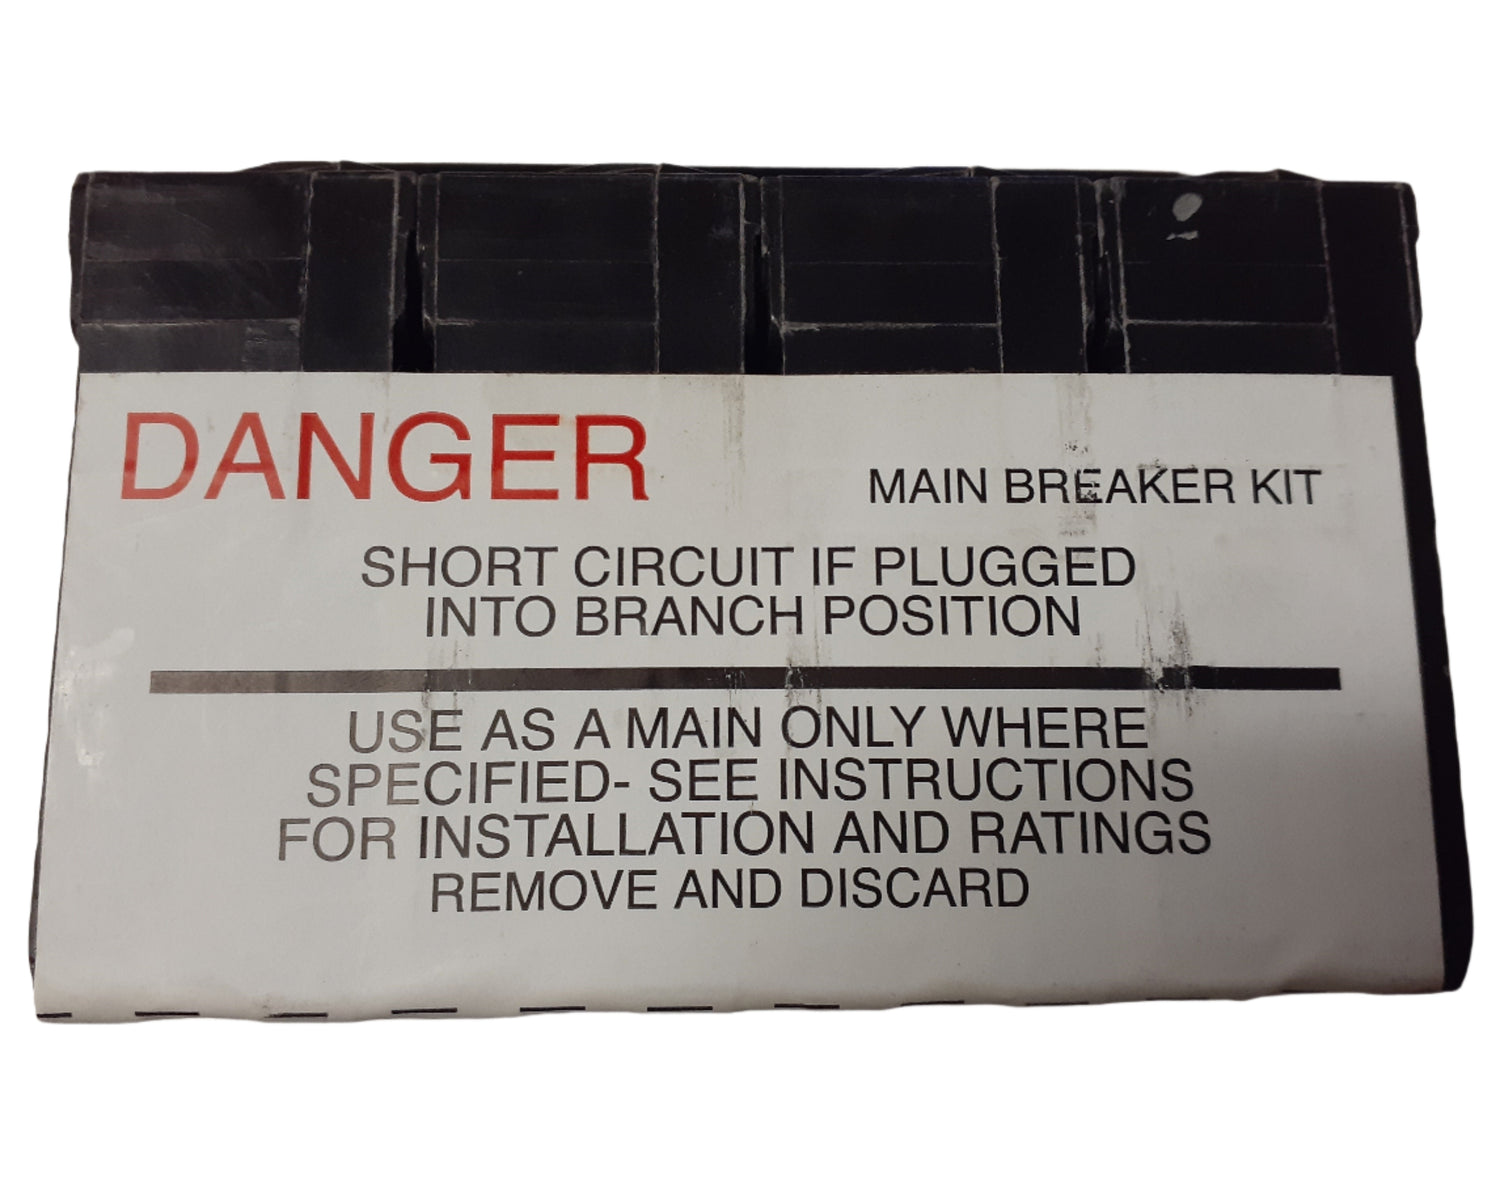 DANGER
MAIN BREAKER KIT
SHORT CIRCUIT IF PLUGGED
INTO BRANCH POSITION
USE AS A MAIN ONLY WHERE
SPECIFIED- SEE INSTRUCTIONS
FOR INSTALLATION AND RATINGS
REMOVE AND DISCARD